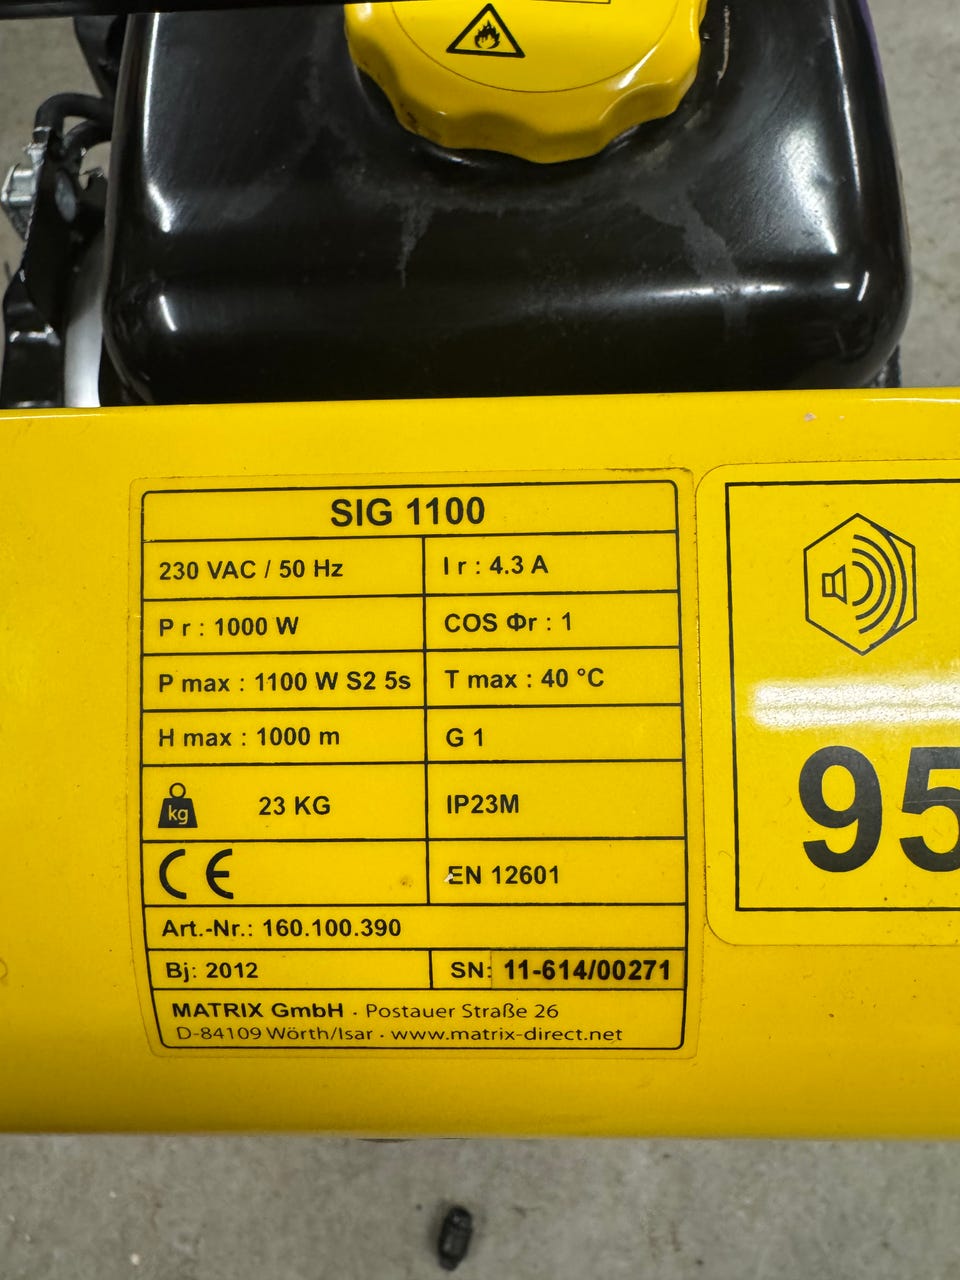 SIG 1100
230 VAC / 50 Hz
I r : 4.3 A
P r : 1000 W
COS Φr : 1
P max : 1100 W S2 5s
T max : 40 °C
H max : 1000 m
G 1
kg
23 KG
IP23M
CE
EN 12601
Art.-Nr.: 160.100.390
Bj: 2012
SN: 11-614/00271
MATRIX GmbH · Postauer Straße 26
D-84109 Wörth/Isar · www.matrix-direct.net
95